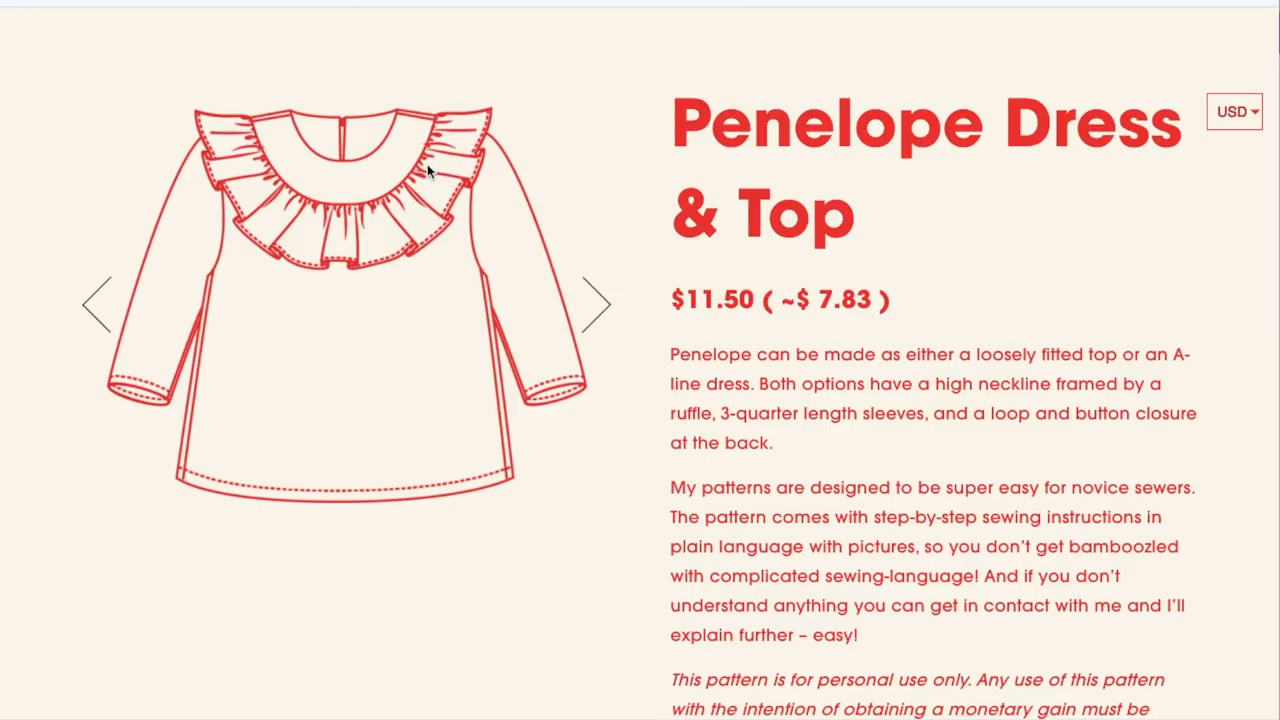 Penelope Dress
& Top
USD
$11.50 ( ~$ 7.83 )
Penelope can be made as either a loosely fitted top or an A-
line dress. Both options have a high neckline framed by a
ruffle, 3-quarter length sleeves, and a loop and button closure
at the back.
My patterns are designed to be super easy for novice sewers.
The pattern comes with step-by-step sewing instructions in
plain language with pictures, so you don’t get bamboozled
with complicated sewing-language! And if you don’t
understand anything you can get in contact with me and I’ll
explain further – easy!
This pattern is for personal use only. Any use of this pattern
with the intention of obtaining a monetary gain must be